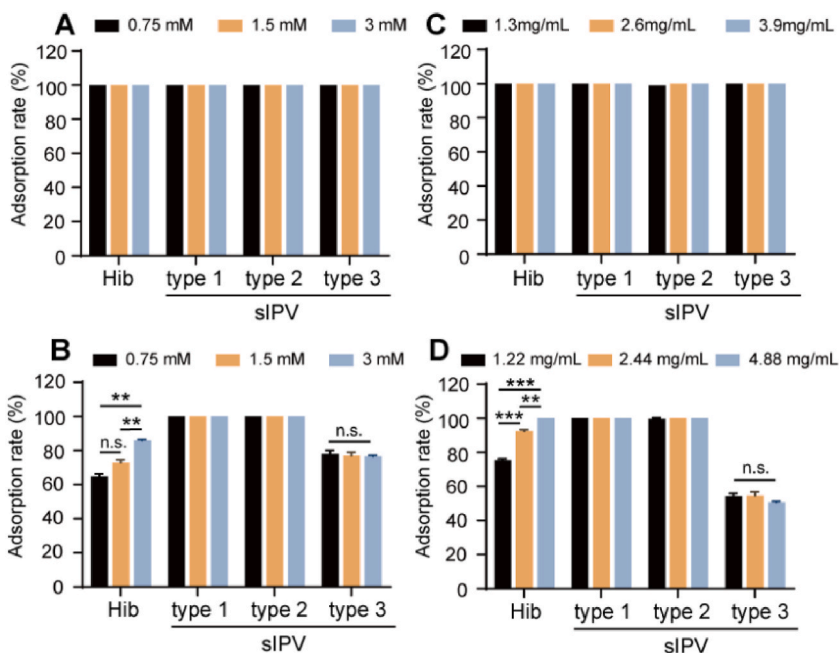 A
0.75 mM 1.5 mM 3 mM
Adsorption rate (%)
120
100
80
60
40
20
0
Hib type 1 type 2 type 3
sIPV
C
1.3mg/mL 2.6mg/mL 3.9mg/mL
Adsorption rate (%)
120
100
80
60
40
20
0
Hib type 1 type 2 type 3
sIPV
B
0.75 mM 1.5 mM 3 mM
Adsorption rate (%)
120
100
80
60
40
20
0
**
**
n.s.
n.s.
Hib type 1 type 2 type 3
sIPV
D
1.22 mg/mL 2.44 mg/mL 4.88 mg/mL
Adsorption rate (%)
120
100
80
60
40
20
0
***
**
***
n.s.
Hib type 1 type 2 type 3
sIPV